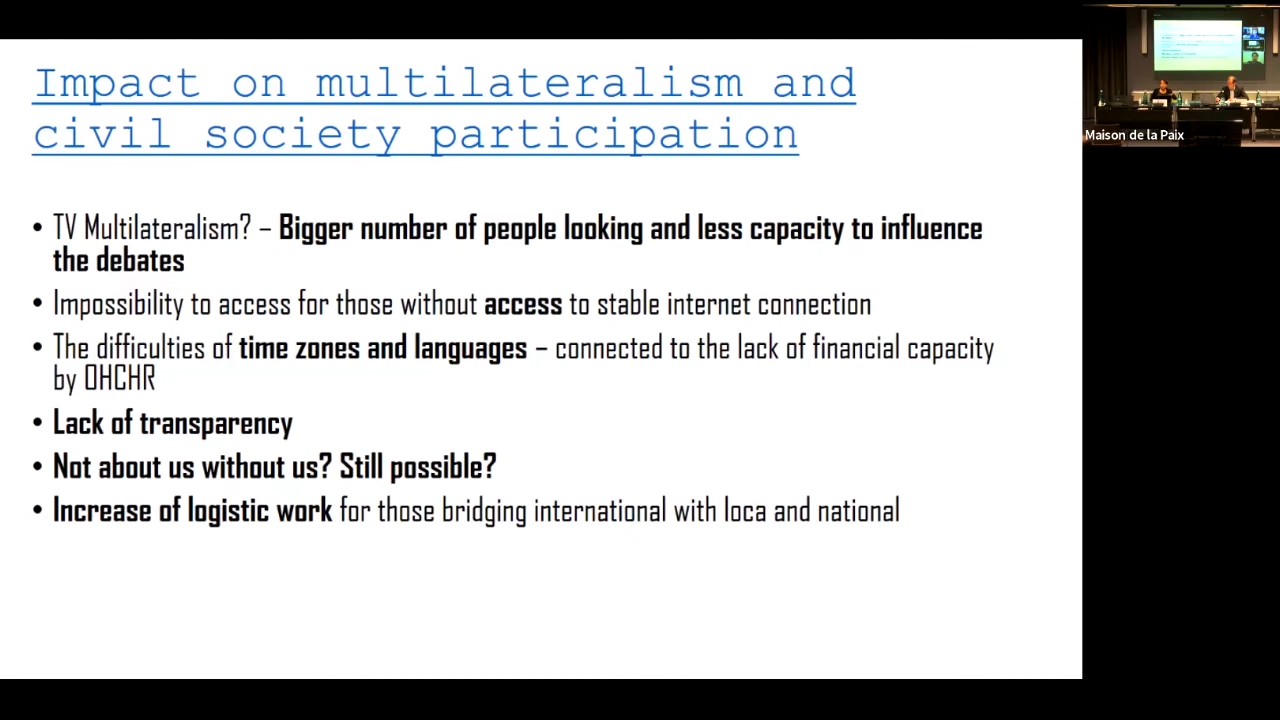 Impact on multilateralism and
civil society participation
• TV Multilateralism? – Bigger number of people looking and less capacity to influence
the debates
• Impossibility to access for those without access to stable internet connection
• The difficulties of time zones and languages – connected to the lack of financial capacity
by OHCHR
• Lack of transparency
• Not about us without us? Still possible?
• Increase of logistic work for those bridging international with loca and national
Maison de la Paix